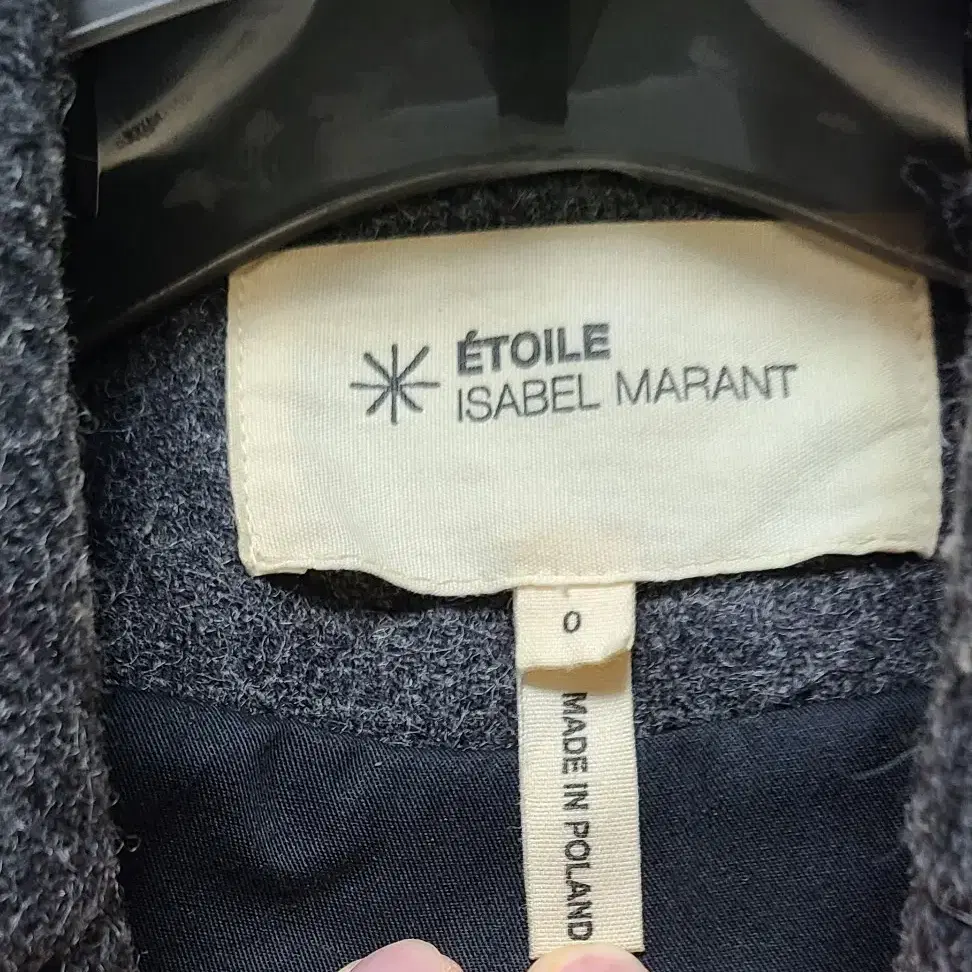 ÉTOILE
ISABEL MARANT
0
MADE IN POLAND